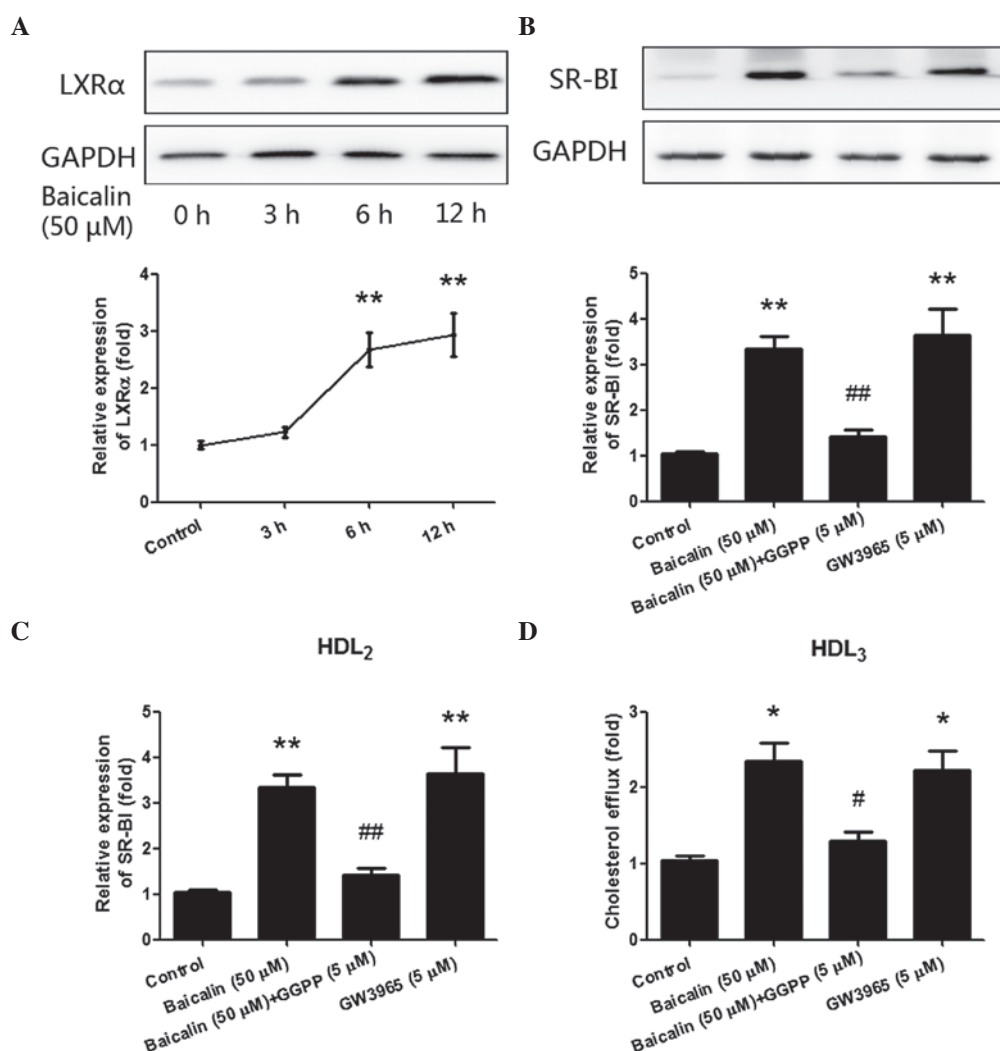 A
LXRα
GAPDH
Baicalin
(50 μM)
0 h
3 h
6 h
12 h
Relative expression
of LXRα (fold)
4
3
2
1
0
**
**
Control
3 h
6 h
12 h
B
SR-BI
GAPDH
Relative expression
of SR-BI (fold)
5
4
3
2
1
0
**
##
**
Control
Baicalin (50 μM)
Baicalin (50 μM)+GGPP (5 μM)
GW3965 (5 μM)
C
HDL2
Relative expression
of SR-BI (fold)
5
4
3
2
1
0
**
##
**
Control
Baicalin (50 μM)
Baicalin (50 μM)+GGPP (5 μM)
GW3965 (5 μM)
D
HDL3
Cholesterol efflux (fold)
3
2
1
0
*
#
*
Control
Baicalin (50 μM)
Baicalin (50 μM)+GGPP (5 μM)
GW3965 (5 μM)